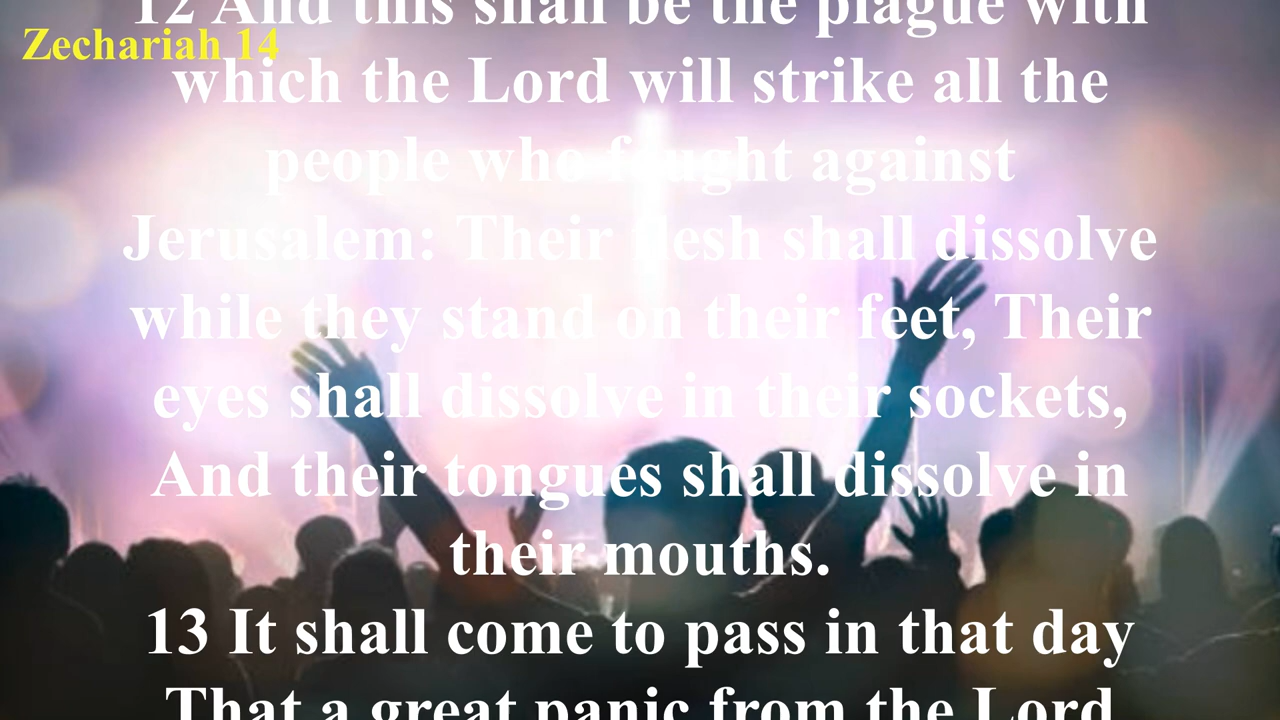 12 And this shall be the plague with
Zechariah 14
which the Lord will strike all the
people who fought against
Jerusalem: Their flesh shall dissolve
while they stand on their feet, Their
eyes shall dissolve in their sockets,
And their tongues shall dissolve in
their mouths.
13 It shall come to pass in that day
That a great panic from the Lord